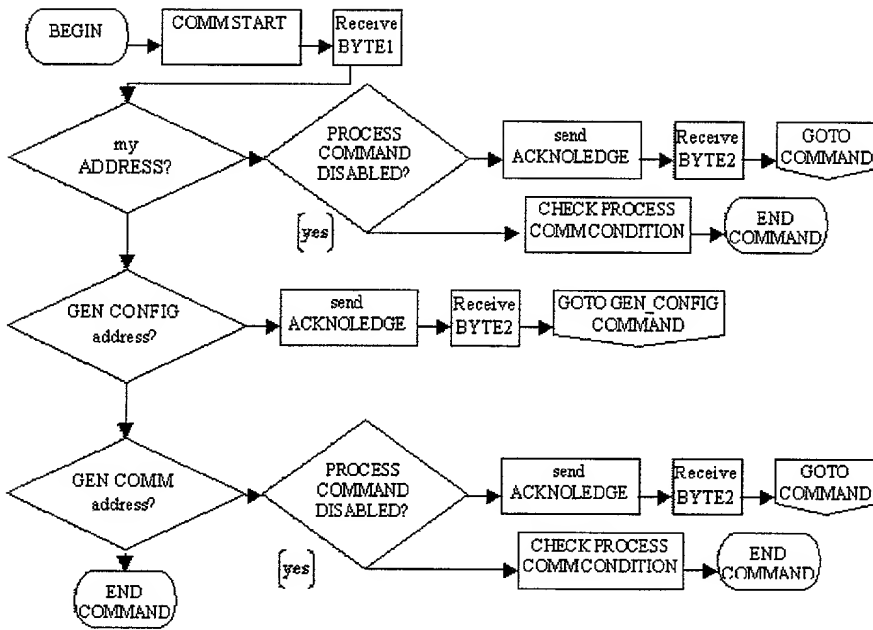 BEGIN
COMM START
Receive
BYTE1
my
ADDRESS?
PROCESS
COMMAND
DISABLED?
send
ACKNOLEDGE
Receive
BYTE2
GOTO
COMMAND
[yes]
CHECK PROCESS
COMM CONDITION
END
COMMAND
GEN CONFIG
address?
send
ACKNOLEDGE
Receive
BYTE2
GOTO GEN_CONFIG
COMMAND
GEN COMM
address?
PROCESS
COMMAND
DISABLED?
send
ACKNOLEDGE
Receive
BYTE2
GOTO
COMMAND
[yes]
CHECK PROCESS
COMM CONDITION
END
COMMAND
END
COMMAND